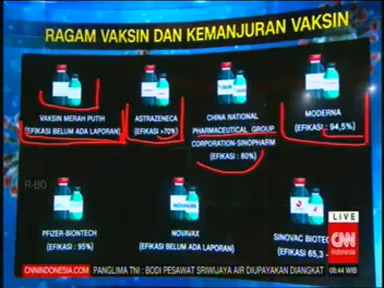 RAGAM VAKSIN DAN KEMANJURAN VAKSIN
VAKSIN MERAH PUTIH
(EFIKASI BELUM ADA LAPORAN)
ASTRAZENECA
(EFIKASI >70%)
CHINA NATIONAL
PHARMACEUTICAL GROUP
CORPORATION-SINOPHARM
(EFIKASI : 80%)
MODERNA
(EFIKASI : 94,5%)
R-BO
PFIZER-BIONTECH
(EFIKASI : 95%)
NOVAVAX
NOVAVAX
(EFIKASI BELUM ADA LAPORAN)
SINOVAC BIOTEC
(EFIKASI 65,3
LIVE
CNN
Indonesia
CNNINDONESIA.COM
PANGLIMA TNI : BODI PESAWAT SRIWIJAYA AIR DIUPAYAKAN DIANGKAT
08:44 WIB